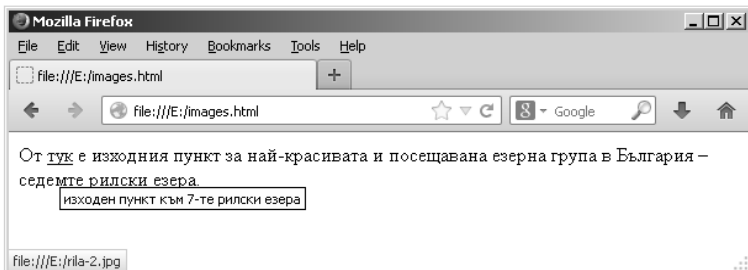 Mozilla Firefox
File Edit View History Bookmarks Tools Help
file:///E:/images.html
file:///E:/images.html
8 Google
От тук е изходния пункт за най-красивата и посещавана езерна група в България –
седемте рилски езера.
изходен пункт към 7-те рилски езера
file:///E:/rila-2.jpg